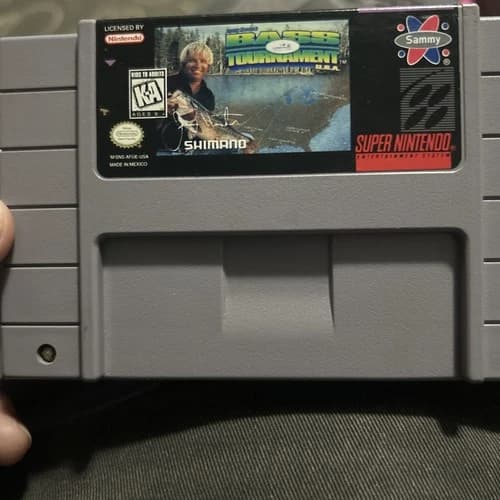 LICENSED BY
Nintendo
BASS
TOURNAMENT
U.S.A. TM
Sammy
®
KIDS TO ADULTS
K-A
AGES 6+
SHIMANO
SUPER NINTENDO
ENTERTAINMENT SYSTEM
MADE IN MEXICO